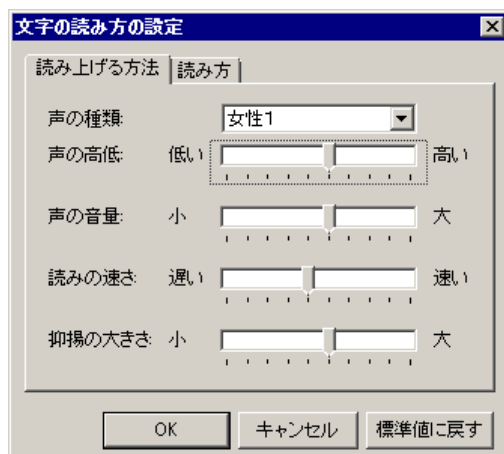 文字の読み方の設定
読み上げる方法 読み方
声の種類: 女性1
声の高低: 低い 高い
声の音量: 小 大
読みの速さ: 遅い 速い
抑揚の大きさ: 小 大
OK キャンセル 標準値に戻す